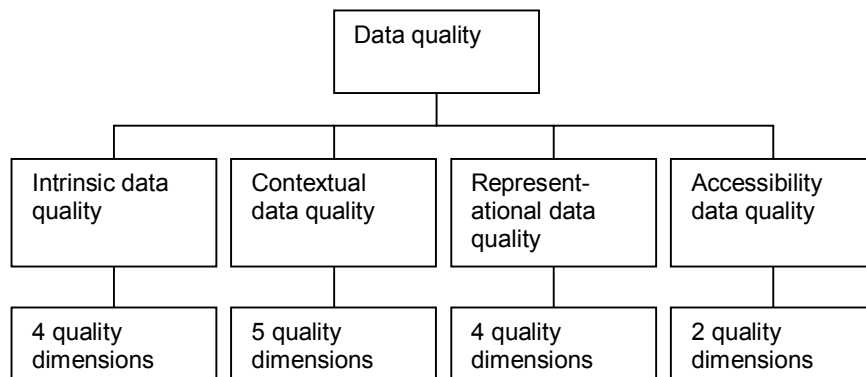 Data quality
Intrinsic data
quality
Contextual
data quality
Represent-
ational data
quality
Accessibility
data quality
4 quality
dimensions
5 quality
dimensions
4 quality
dimensions
2 quality
dimensions